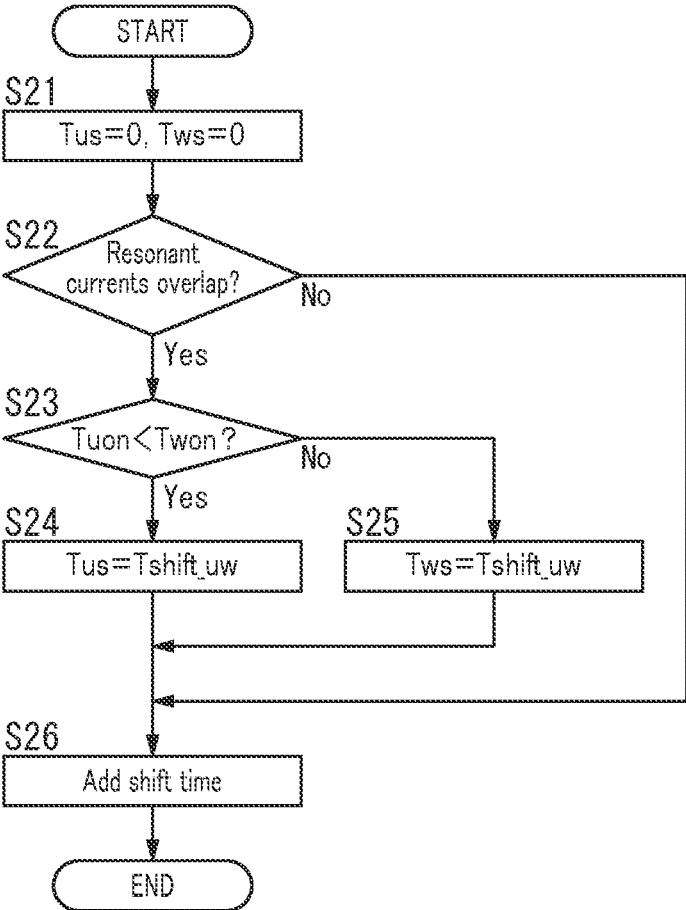 START
S21
Tus=0, Tws=0
S22
Resonant
currents overlap?
No
Yes
S23
Tuon<Twon?
No
Yes
S24
Tus=Tshift_uw
S25
Tws=Tshift_uw
S26
Add shift time
END